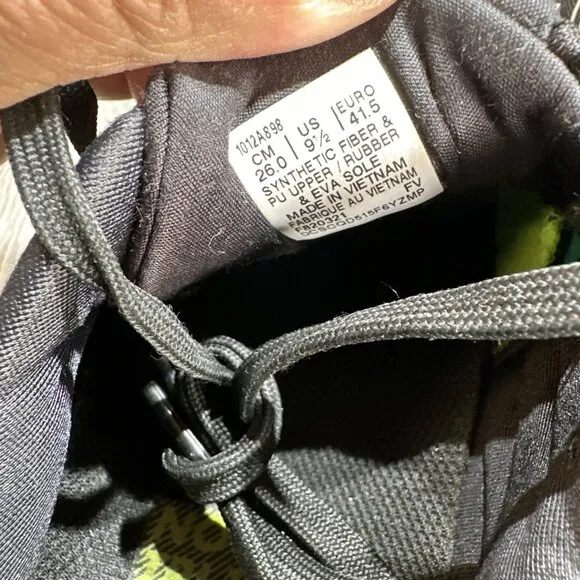 1012A898
CM | US | EURO
26.0 | 9½ | 41.5
SYNTHETIC FIBER &
PU UPPER / RUBBER
& EVA SOLE
MADE IN VIETNAM
FABRIQUE AU VIETNAM
F820321 FV